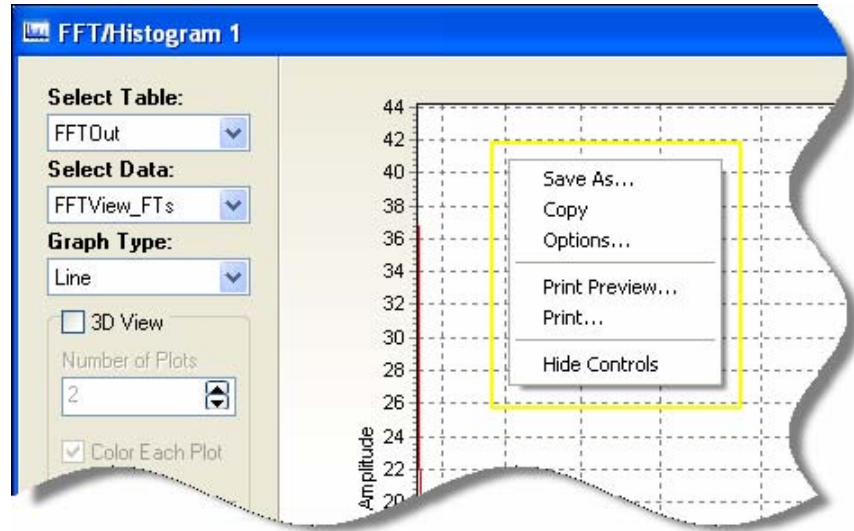 FFT/Histogram 1
Select Table:
FFTOut
Select Data:
FFTView_FTs
Graph Type:
Line
3D View
Number of Plots
2
Color Each Plot
44
42
40
38
36
34
32
30
28
26
24
22
20
Amplitude
Save As...
Copy
Options...
Print Preview...
Print...
Hide Controls